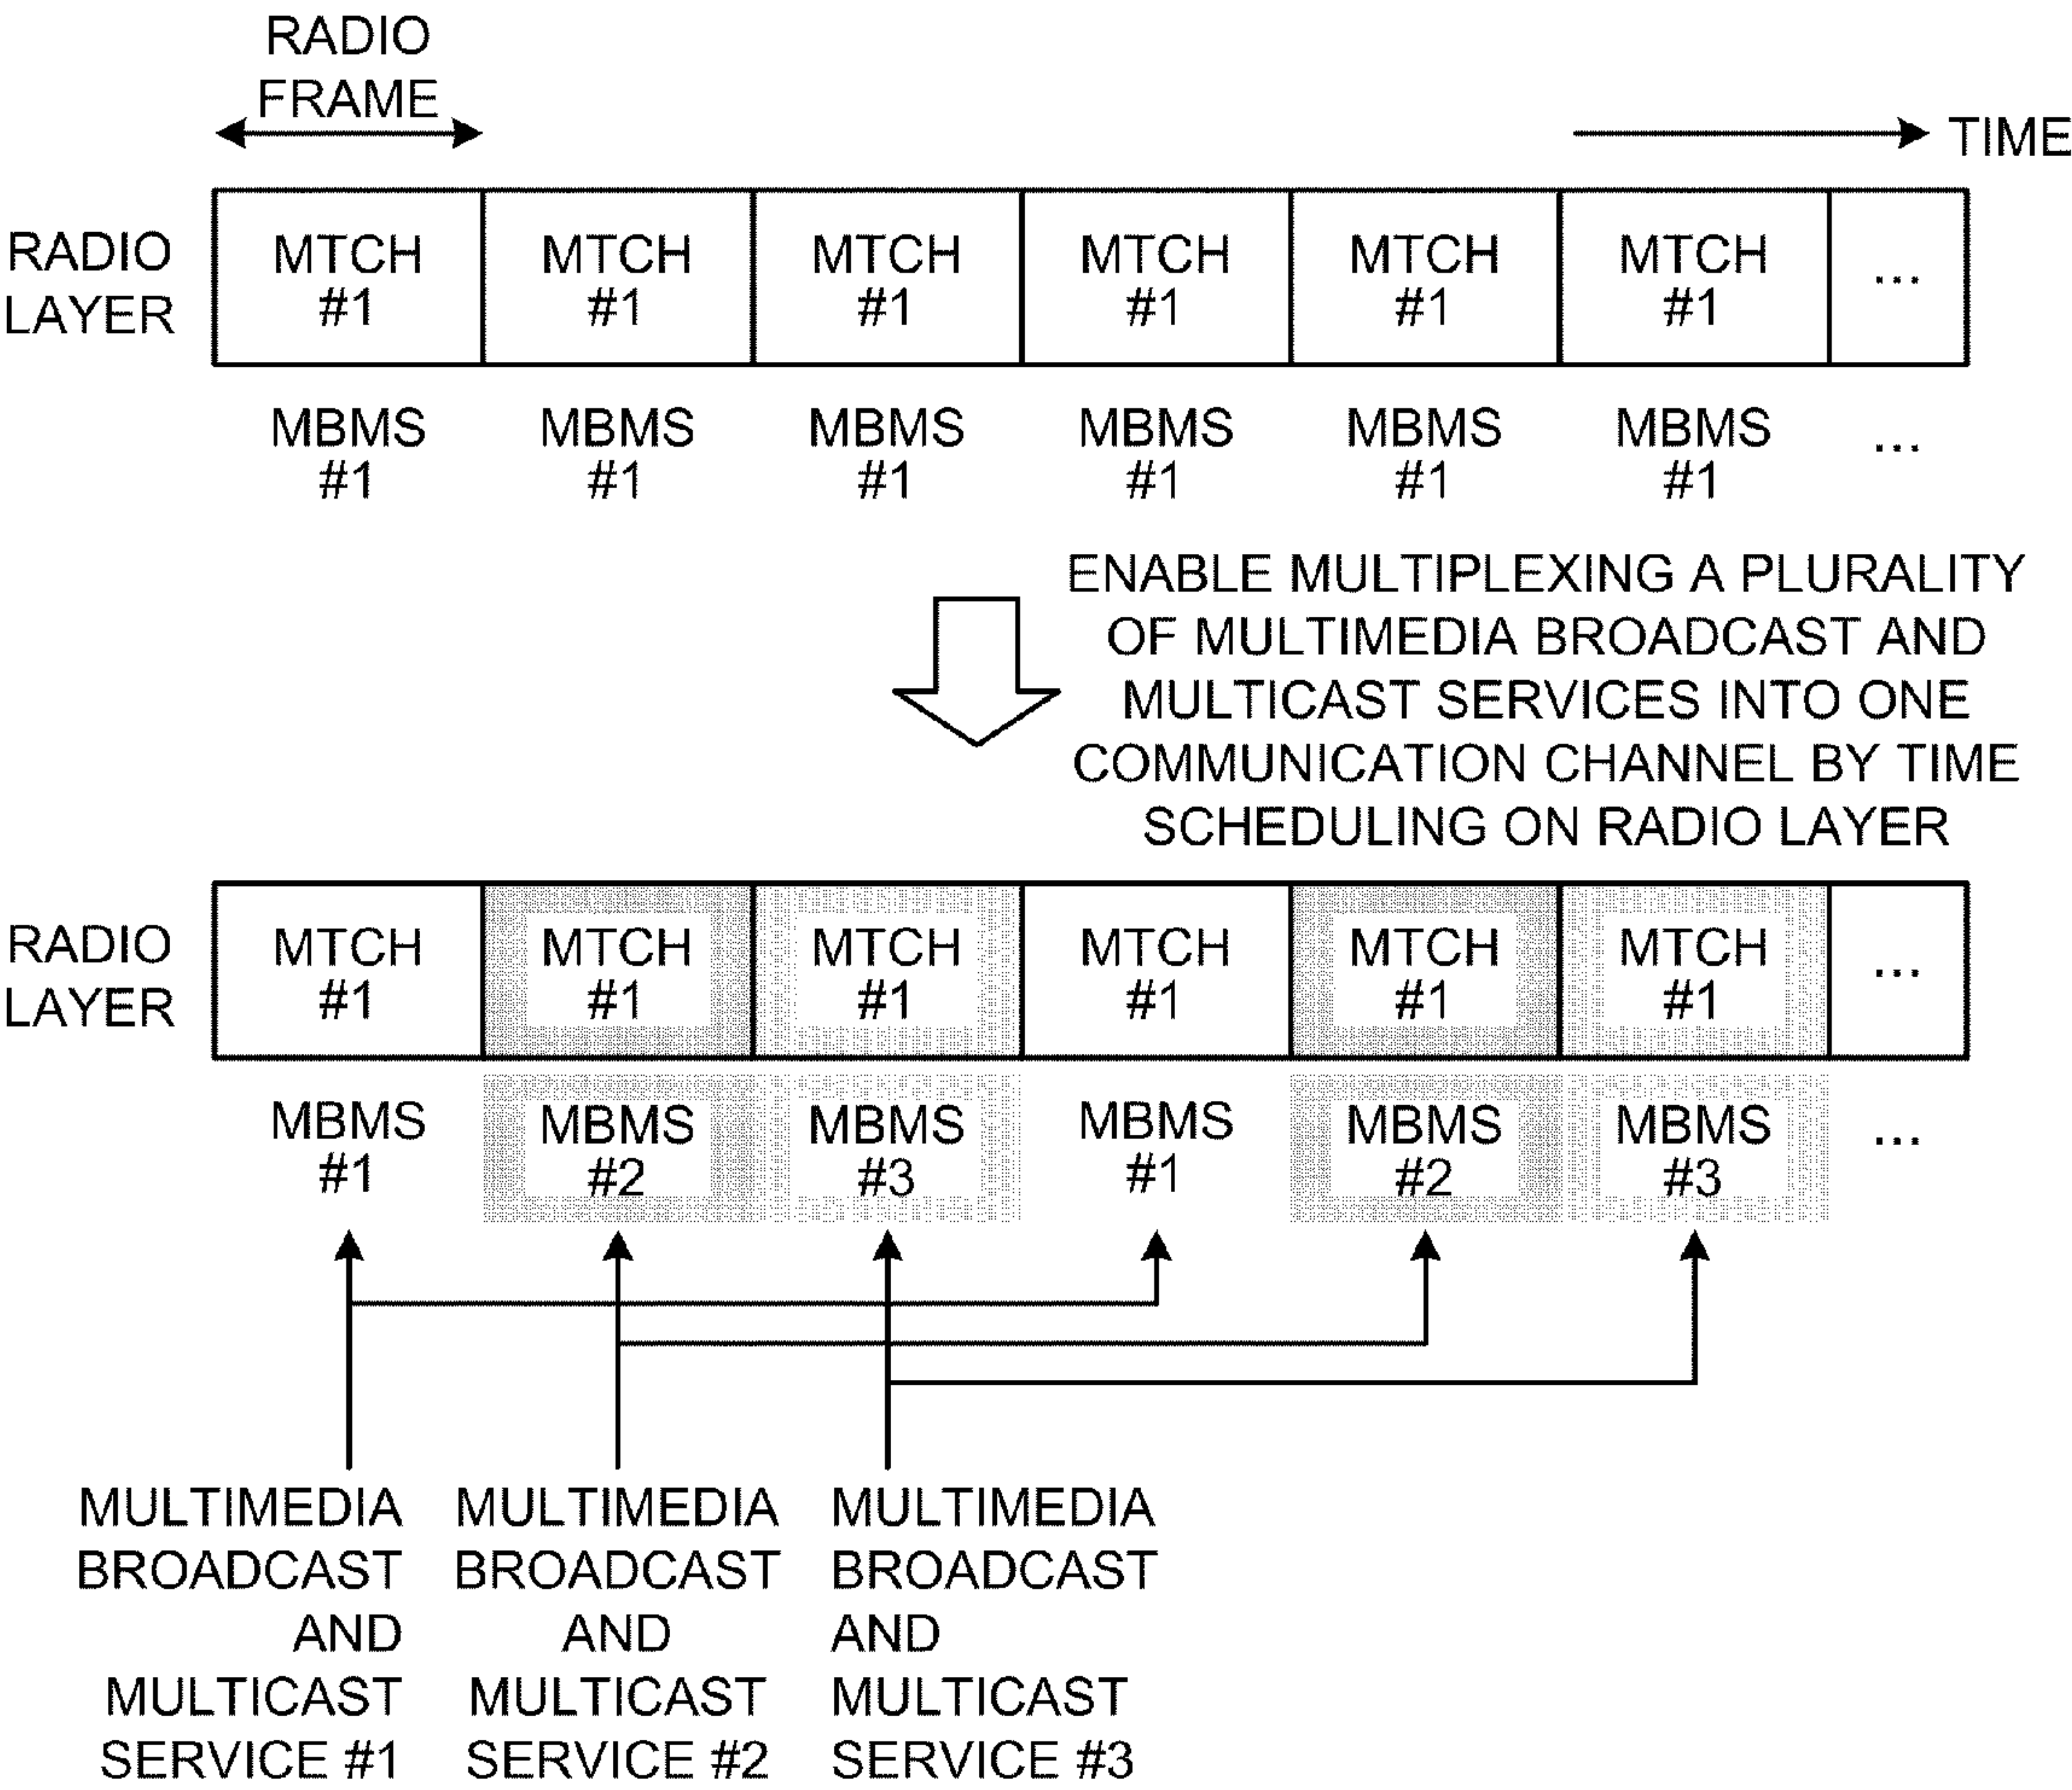 RADIO
FRAME
TIME
RADIO
LAYER
MTCH MTCH MTCH MTCH MTCH MTCH ...
#1 #1 #1 #1 #1 #1
MBMS MBMS MBMS MBMS MBMS MBMS ...
#1 #1 #1 #1 #1 #1
ENABLE MULTIPLEXING A PLURALITY
OF MULTIMEDIA BROADCAST AND
MULTICAST SERVICES INTO ONE
COMMUNICATION CHANNEL BY TIME
SCHEDULING ON RADIO LAYER
RADIO
LAYER
MTCH MTCH MTCH MTCH MTCH MTCH ...
#1 #1 #1 #1 #1 #1
MBMS MBMS MBMS MBMS MBMS MBMS ...
#1 #2 #3 #1 #2 #3
MULTIMEDIA
BROADCAST
AND
MULTICAST
SERVICE #1
MULTIMEDIA
BROADCAST
AND
MULTICAST
SERVICE #2
MULTIMEDIA
BROADCAST
AND
MULTICAST
SERVICE #3